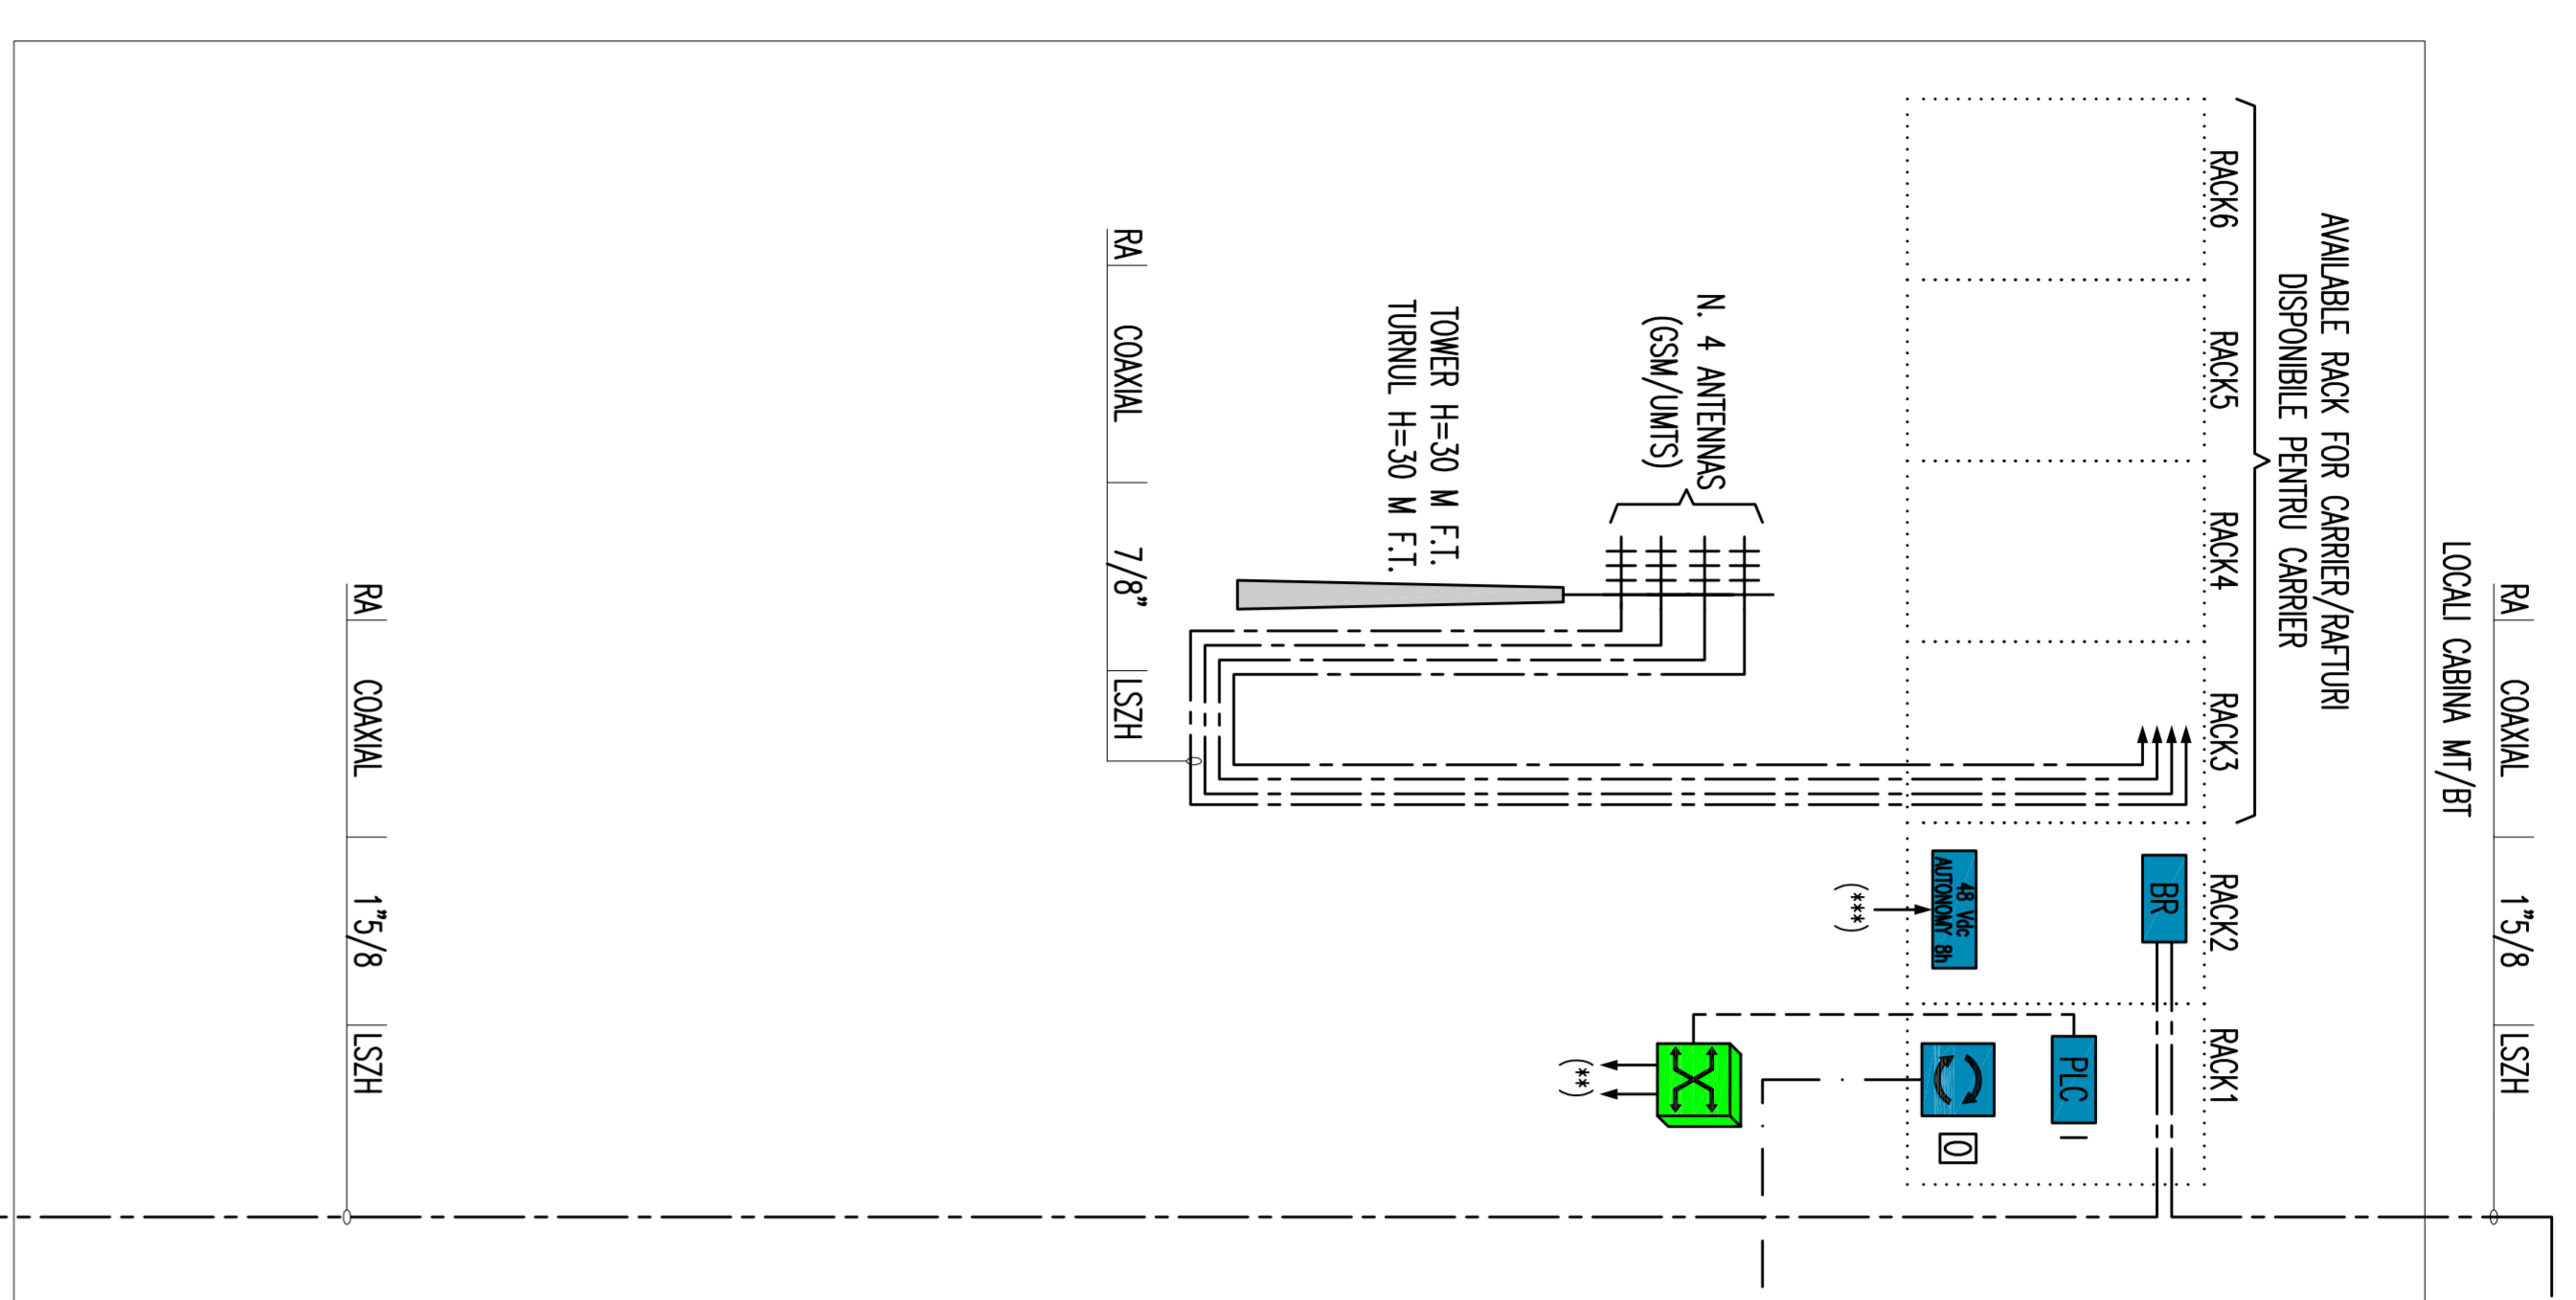 RA COAXIAL 1"5/8 LSZH
LOCALI CABINA MT/BT
AVAILABLE RACK FOR CARRIER/RAFTURI
DISPONIBILE PENTRU CARRIER
RACK6 RACK5 RACK4 RACK3 RACK2 RACK1
BR
PLC I
48 Vdc
AUTONOMY 8h
O
(***)
N. 4 ANTENNAS
(GSM/UMTS)
(**)
TOWER H=30 M F.T.
TURNUL H=30 M F.T.
RA COAXIAL 7/8" LSZH
RA COAXIAL 1"5/8 LSZH